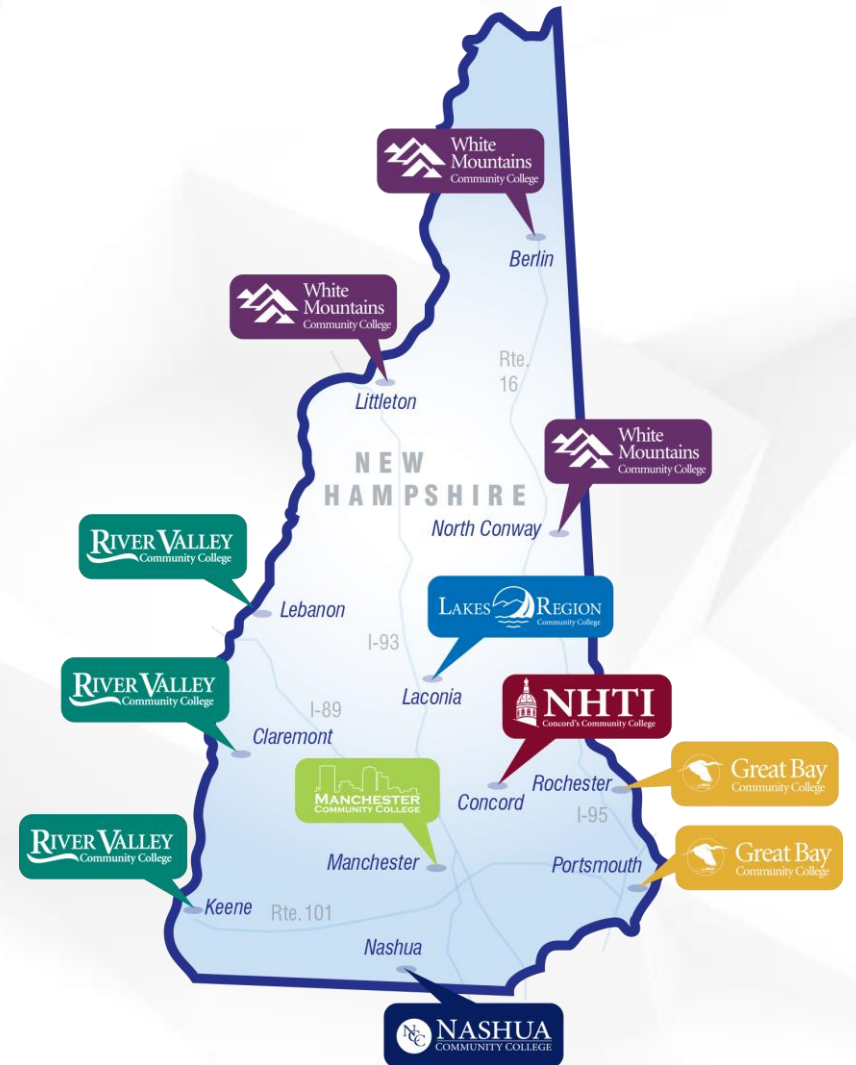 White
Mountains
Community College
Berlin
White
Mountains
Community College
Littleton
Rte.
16
White
Mountains
Community College
NEW
HAMPSHIRE
North Conway
RIVER VALLEY
Community College
Lebanon
LAKES REGION
Community College
I-93
Laconia
RIVER VALLEY
Community College
Claremont
I-89
NHTI
Concord's Community College
Concord
Rochester
Great Bay
Community College
I-95
MANCHESTER
COMMUNITY COLLEGE
Manchester
Portsmouth
Great Bay
Community College
RIVER VALLEY
Community College
Keene
Rte.101
Nashua
NCC
NASHUA
COMMUNITY COLLEGE